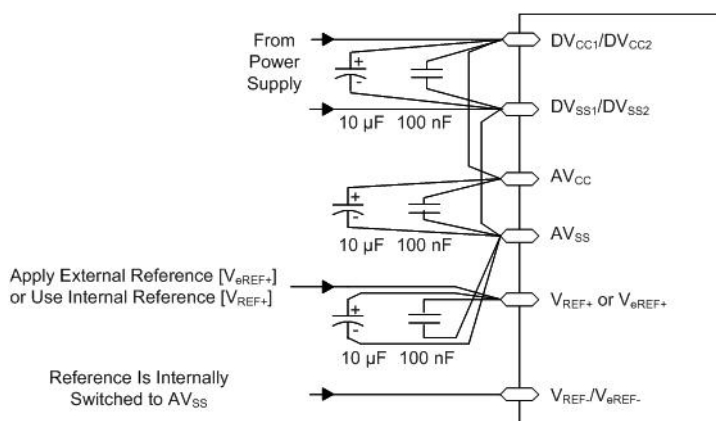 From
Power
Supply
+
-
10 µF 100 nF
DVCC1/DVCC2
DVSS1/DVSS2
AVCC
+
-
10 µF 100 nF
AVSS
Apply External Reference [VeREF+]
or Use Internal Reference [VREF+]
+
-
10 µF 100 nF
VREF+ or VeREF+
Reference Is Internally
Switched to AVSS
VREF-/VeREF-